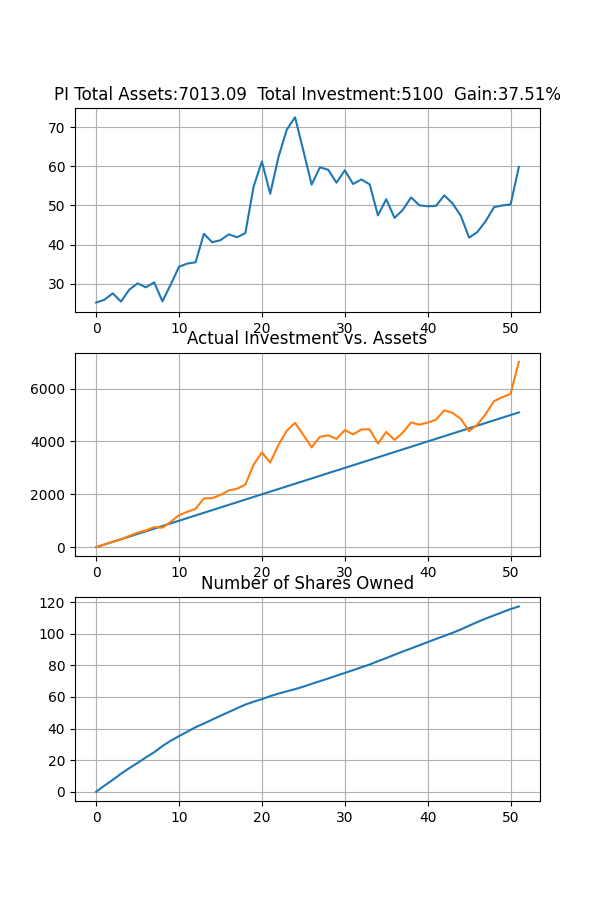 PI Total Assets:7013.09  Total Investment:5100  Gain:37.51%
70
60
50
40
30
0 10 20 30 40 50
Actual Investment vs. Assets
6000
4000
2000
0
0 10 20 30 40 50
Number of Shares Owned
120
100
80
60
40
20
0
0 10 20 30 40 50